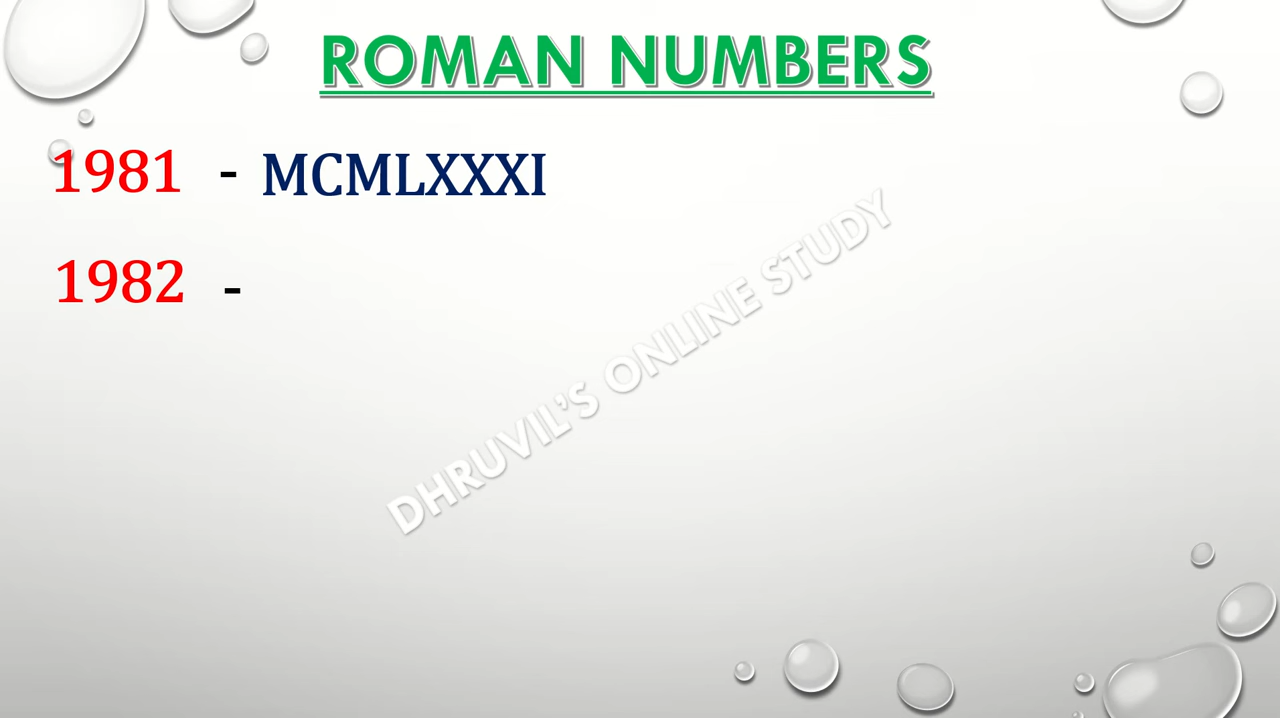 ROMAN NUMBERS
1981 - MCMLXXXI
1982 -
DHRUVIL'S ONLINE STUDY